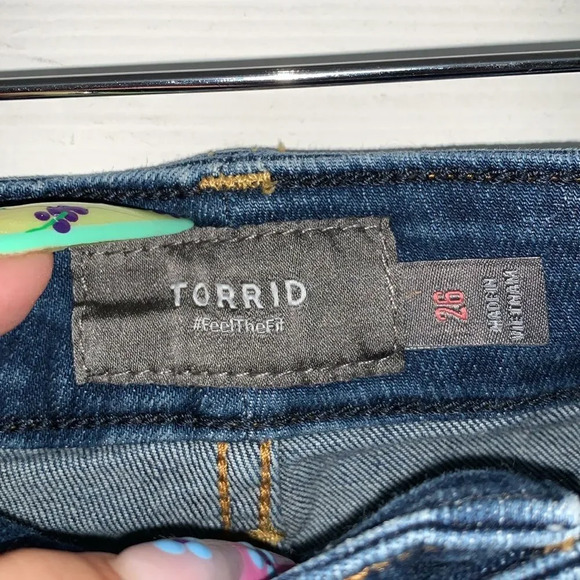 TORRID
#FeelTheFit
26
MADE IN
VIETNAM